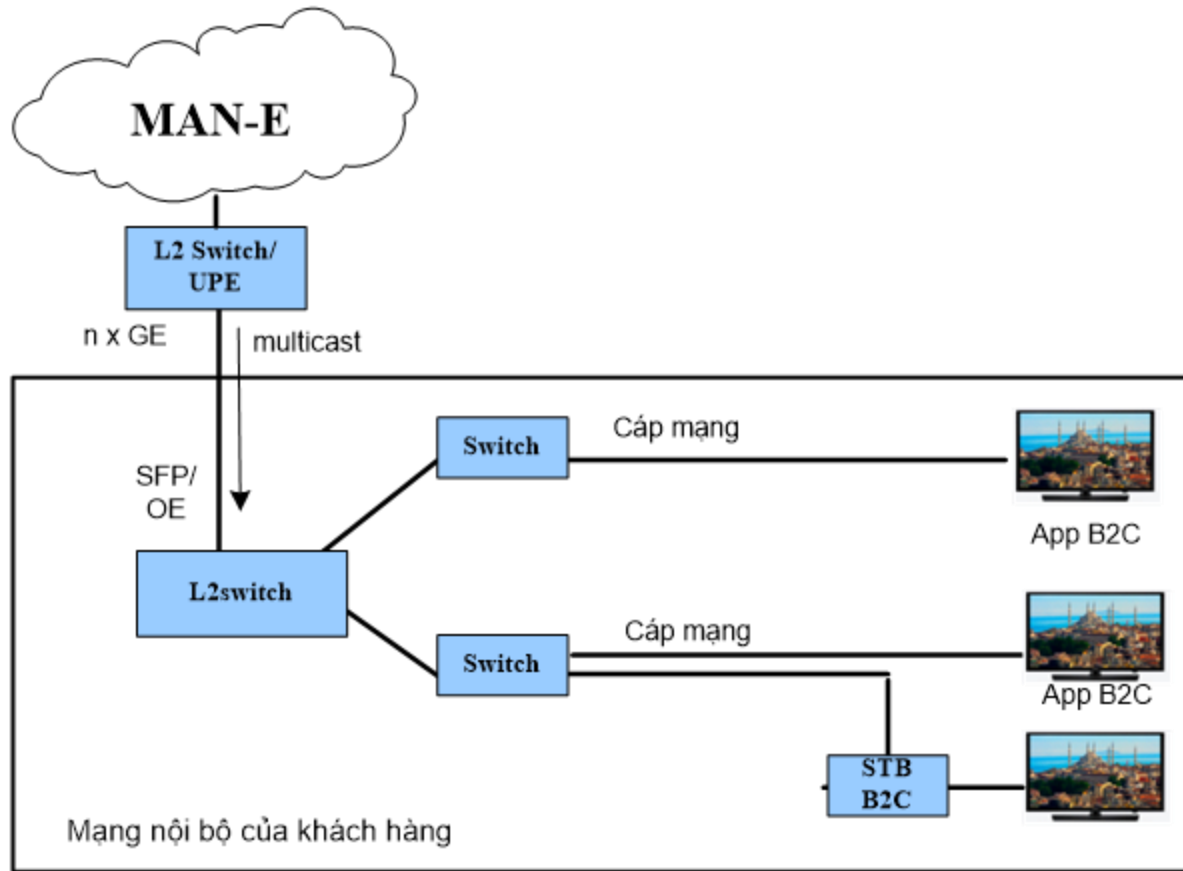 MAN-E
L2 Switch/
UPE
n x GE
multicast
SFP/
OE
L2switch
Switch
Cáp mạng
App B2C
Switch
Cáp mạng
App B2C
STB
B2C
Mạng nội bộ của khách hàng